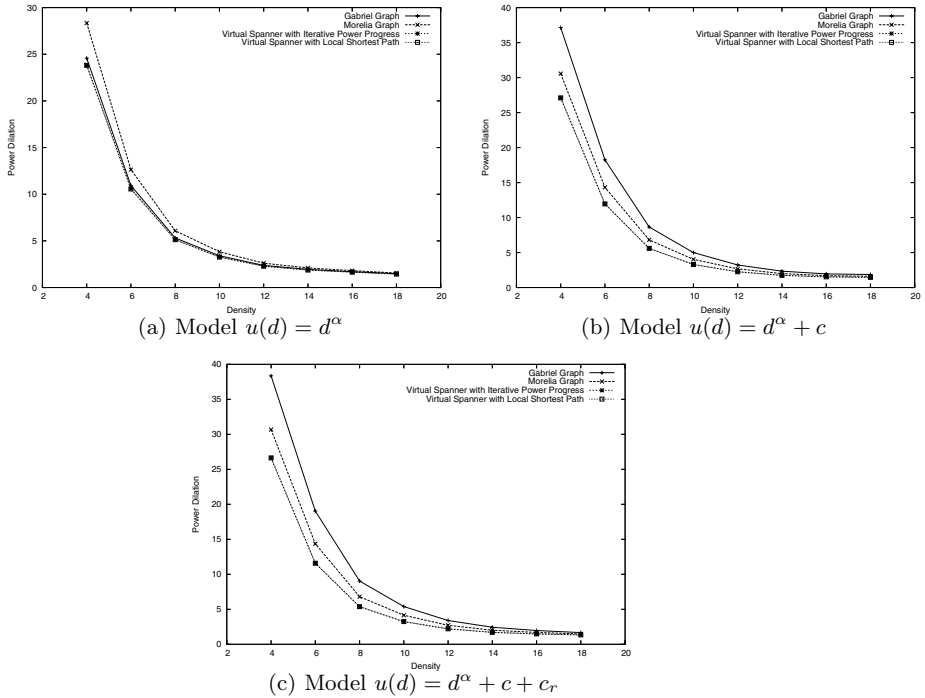 30
25
20
15
10
5
0
2 4 6 8 10 12 14 16 18 20
Power Dilation
Density
Gabriel Graph
Morelia Graph
Virtual Spanner with Iterative Power Progress
Virtual Spanner with Local Shortest Path
(a) Model u(d) = d^α
40
35
30
25
20
15
10
5
0
2 4 6 8 10 12 14 16 18 20
Power Dilation
Density
Gabriel Graph
Morelia Graph
Virtual Spanner with Iterative Power Progress
Virtual Spanner with Local Shortest Path
(b) Model u(d) = d^α + c
40
35
30
25
20
15
10
5
0
2 4 6 8 10 12 14 16 18 20
Power Dilation
Density
Gabriel Graph
Morelia Graph
Virtual Spanner with Iterative Power Progress
Virtual Spanner with Local Shortest Path
(c) Model u(d) = d^α + c + c_r